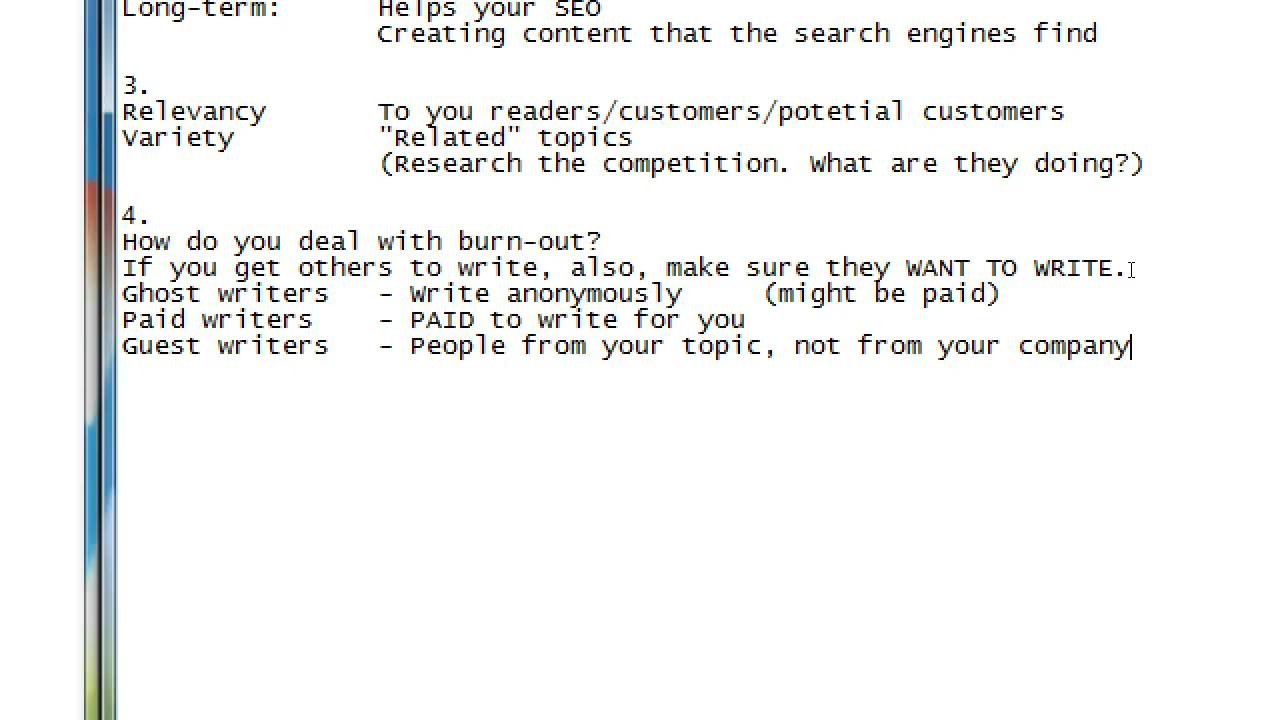 Long-term: Helps your SEO
Creating content that the search engines find
3.
Relevancy To you readers/customers/potetial customers
Variety "Related" topics
(Research the competition. What are they doing?)
4.
How do you deal with burn-out?
If you get others to write, also, make sure they WANT TO WRITE.
Ghost writers - Write anonymously (might be paid)
Paid writers - PAID to write for you
Guest writers - People from your topic, not from your company